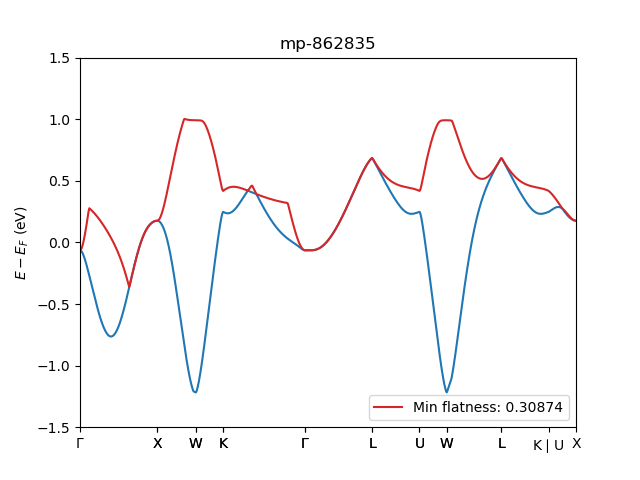 mp-862835
E − E_F (eV)
1.5
1.0
0.5
0.0
−0.5
−1.0
−1.5
Min flatness: 0.30874
Γ X W K Γ L U W L K | U X